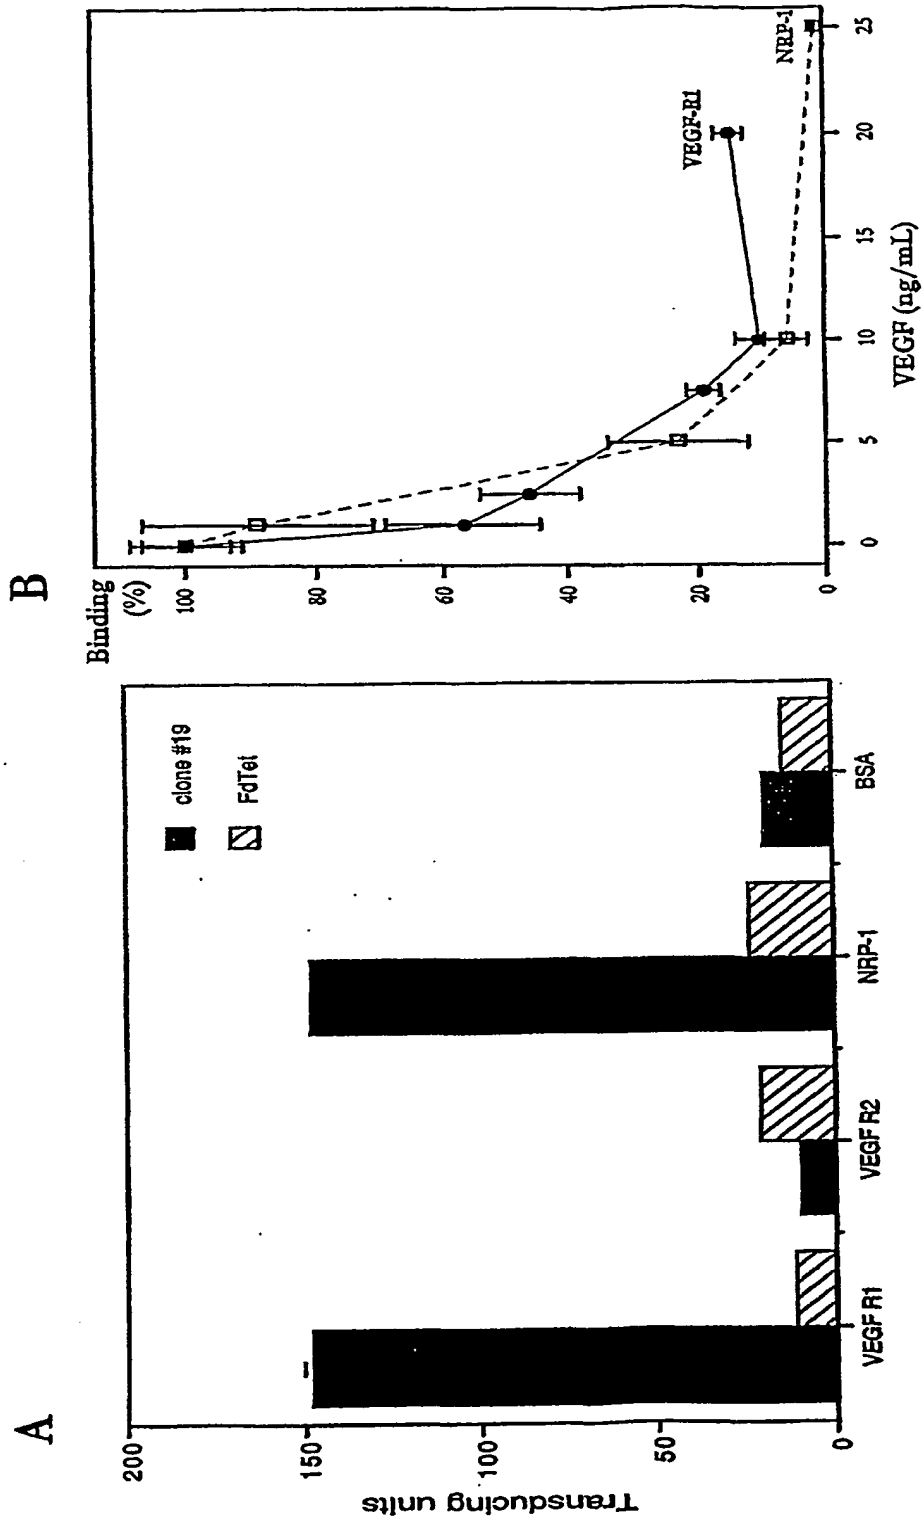 A
Transducing units
200
150
100
50
0
clone #19
FdTet
VEGF R1
VEGF R2
NRP-1
BSA
B
Binding
(%)
100
80
60
40
20
0
VEGF-R1
NRP-1
0
5
10
15
20
25
VEGF (ng/mL)